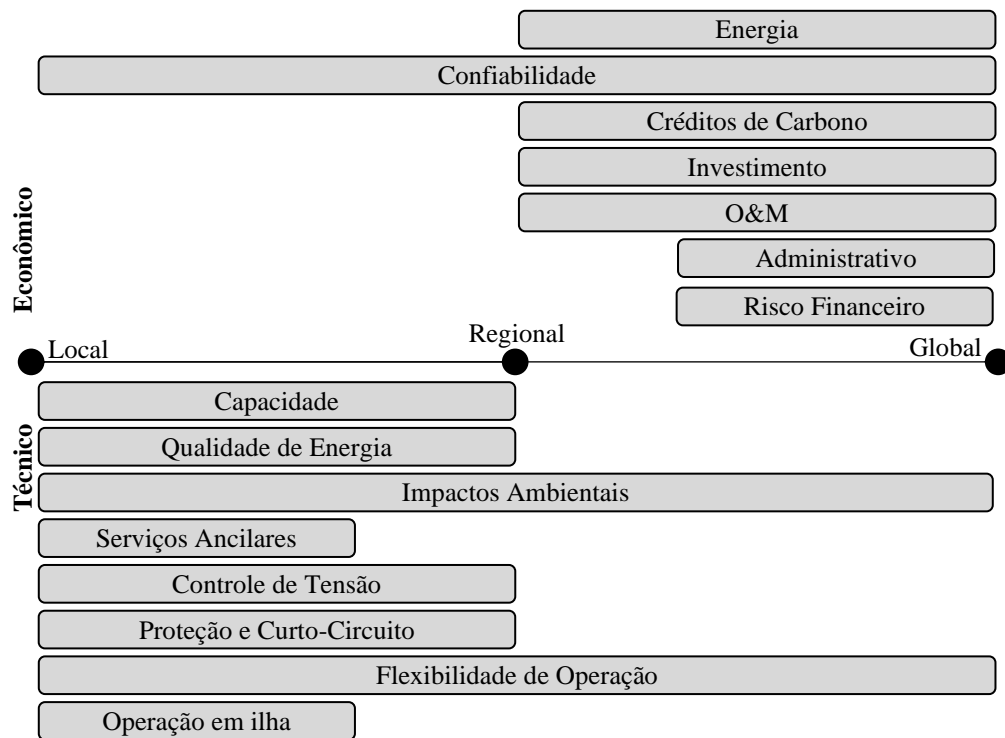 Energia
Confiabilidade
Créditos de Carbono
Investimento
O&M
Administrativo
Risco Financeiro
Econômico
Local
Regional
Global
Técnico
Capacidade
Qualidade de Energia
Impactos Ambientais
Serviços Ancilares
Controle de Tensão
Proteção e Curto-Circuito
Flexibilidade de Operação
Operação em ilha